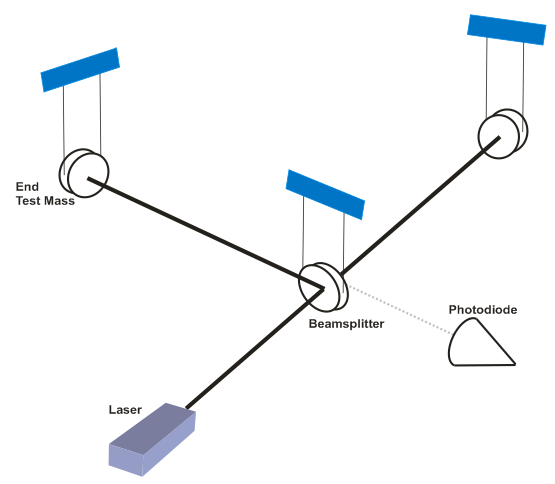 End
Test Mass
Photodiode
Beamsplitter
Laser